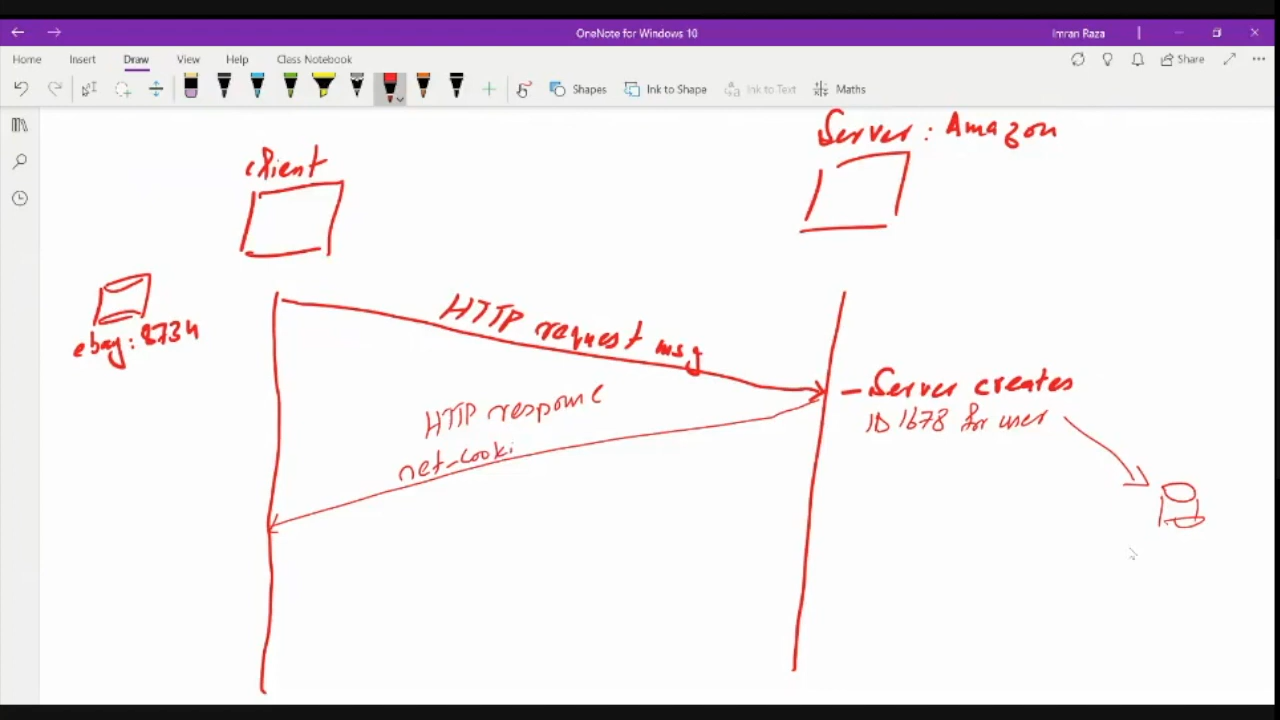 OneNote for Windows 10
Imran Raza
Home Insert Draw View Help Class Notebook
Share
Shapes Ink to Shape Ink to Text Maths
Server : Amazon
client
ebay: 8734
HTTP request msg
HTTP response
net-cooki
- Server creates
ID 1678 for user